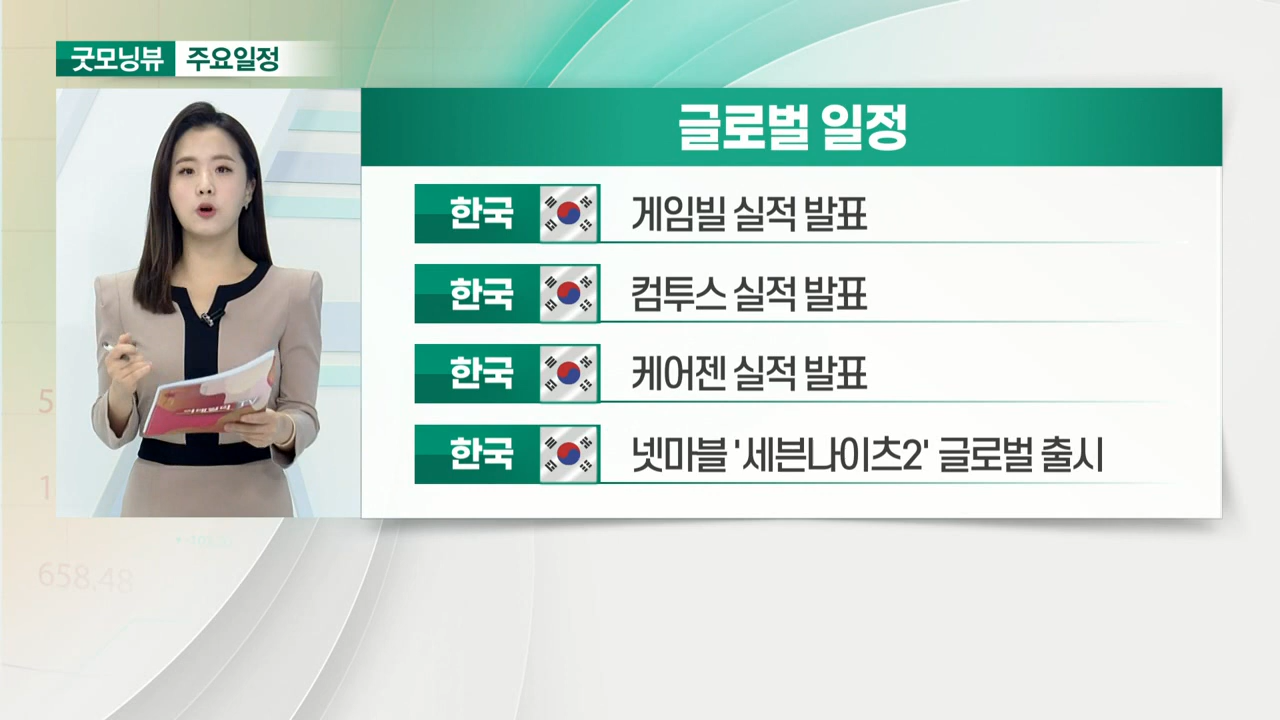 굿모닝뷰 주요일정
글로벌 일정
한국 게임빌 실적 발표
한국 컴투스 실적 발표
한국 케어젠 실적 발표
한국 넷마블 '세븐나이츠2' 글로벌 출시
658.48